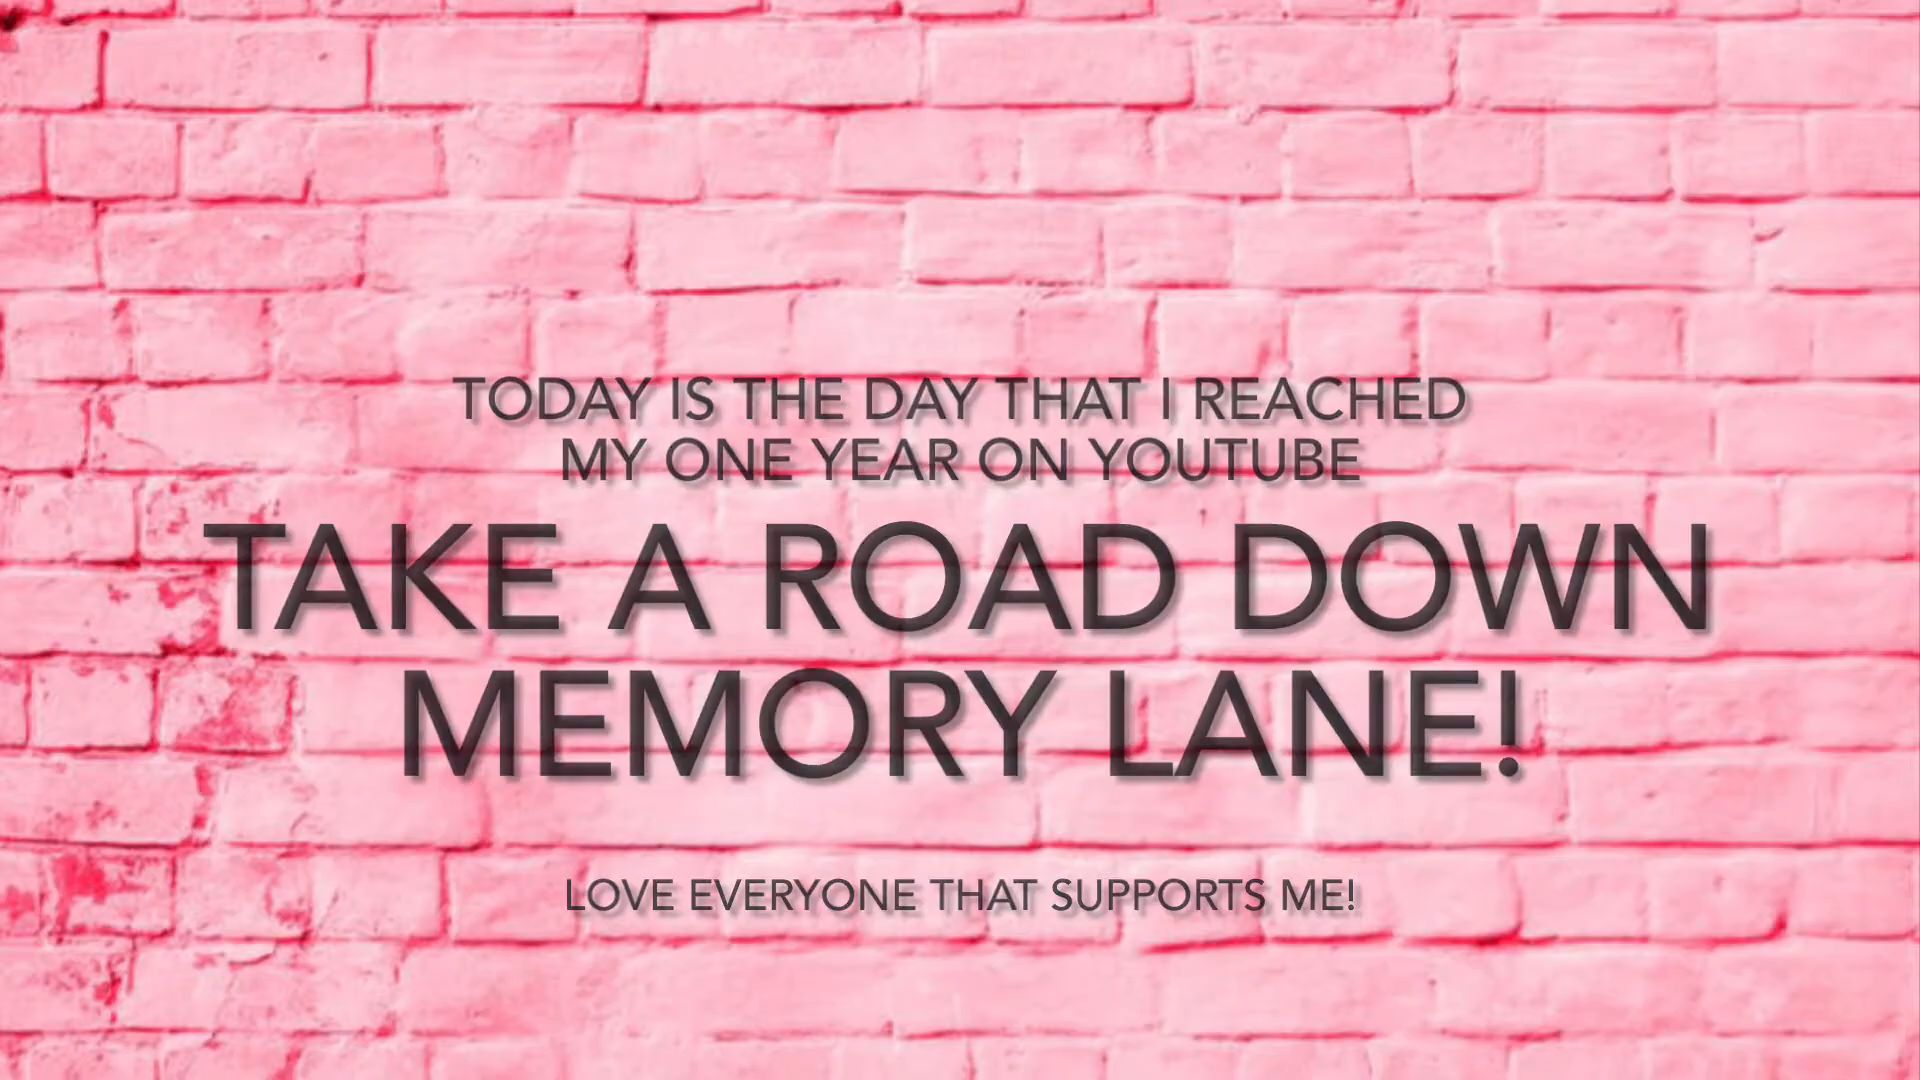 TODAY IS THE DAY THAT I REACHED
MY ONE YEAR ON YOUTUBE
TAKE A ROAD DOWN
MEMORY LANE!
LOVE EVERYONE THAT SUPPORTS ME!